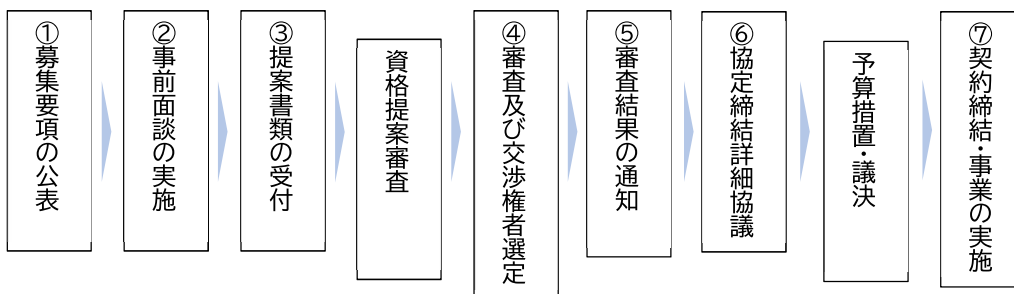 ①募集要項の公表
②事前面談の実施
③提案書類の受付
資格提案審査
④審査及び交渉権者選定
⑤審査結果の通知
⑥協定締結詳細協議
予算措置・議決
⑦契約締結・事業の実施